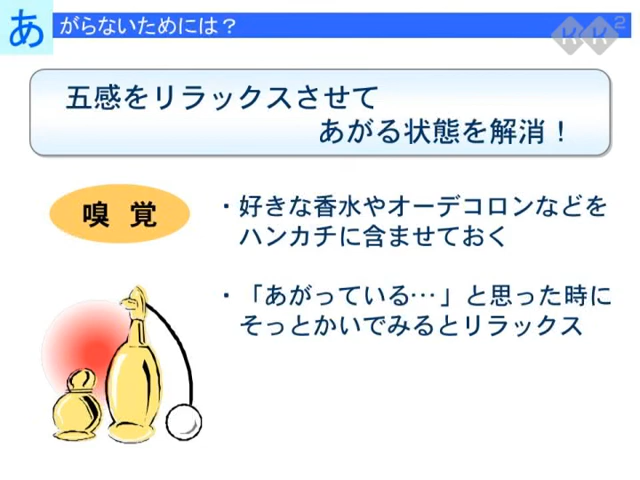 あがらないためには？
KK2
五感をリラックスさせて
あがる状態を解消！
嗅 覚
・好きな香水やオーデコロンなどを
ハンカチに含ませておく
・「あがっている…」と思った時に
そっとかいでみるとリラックス